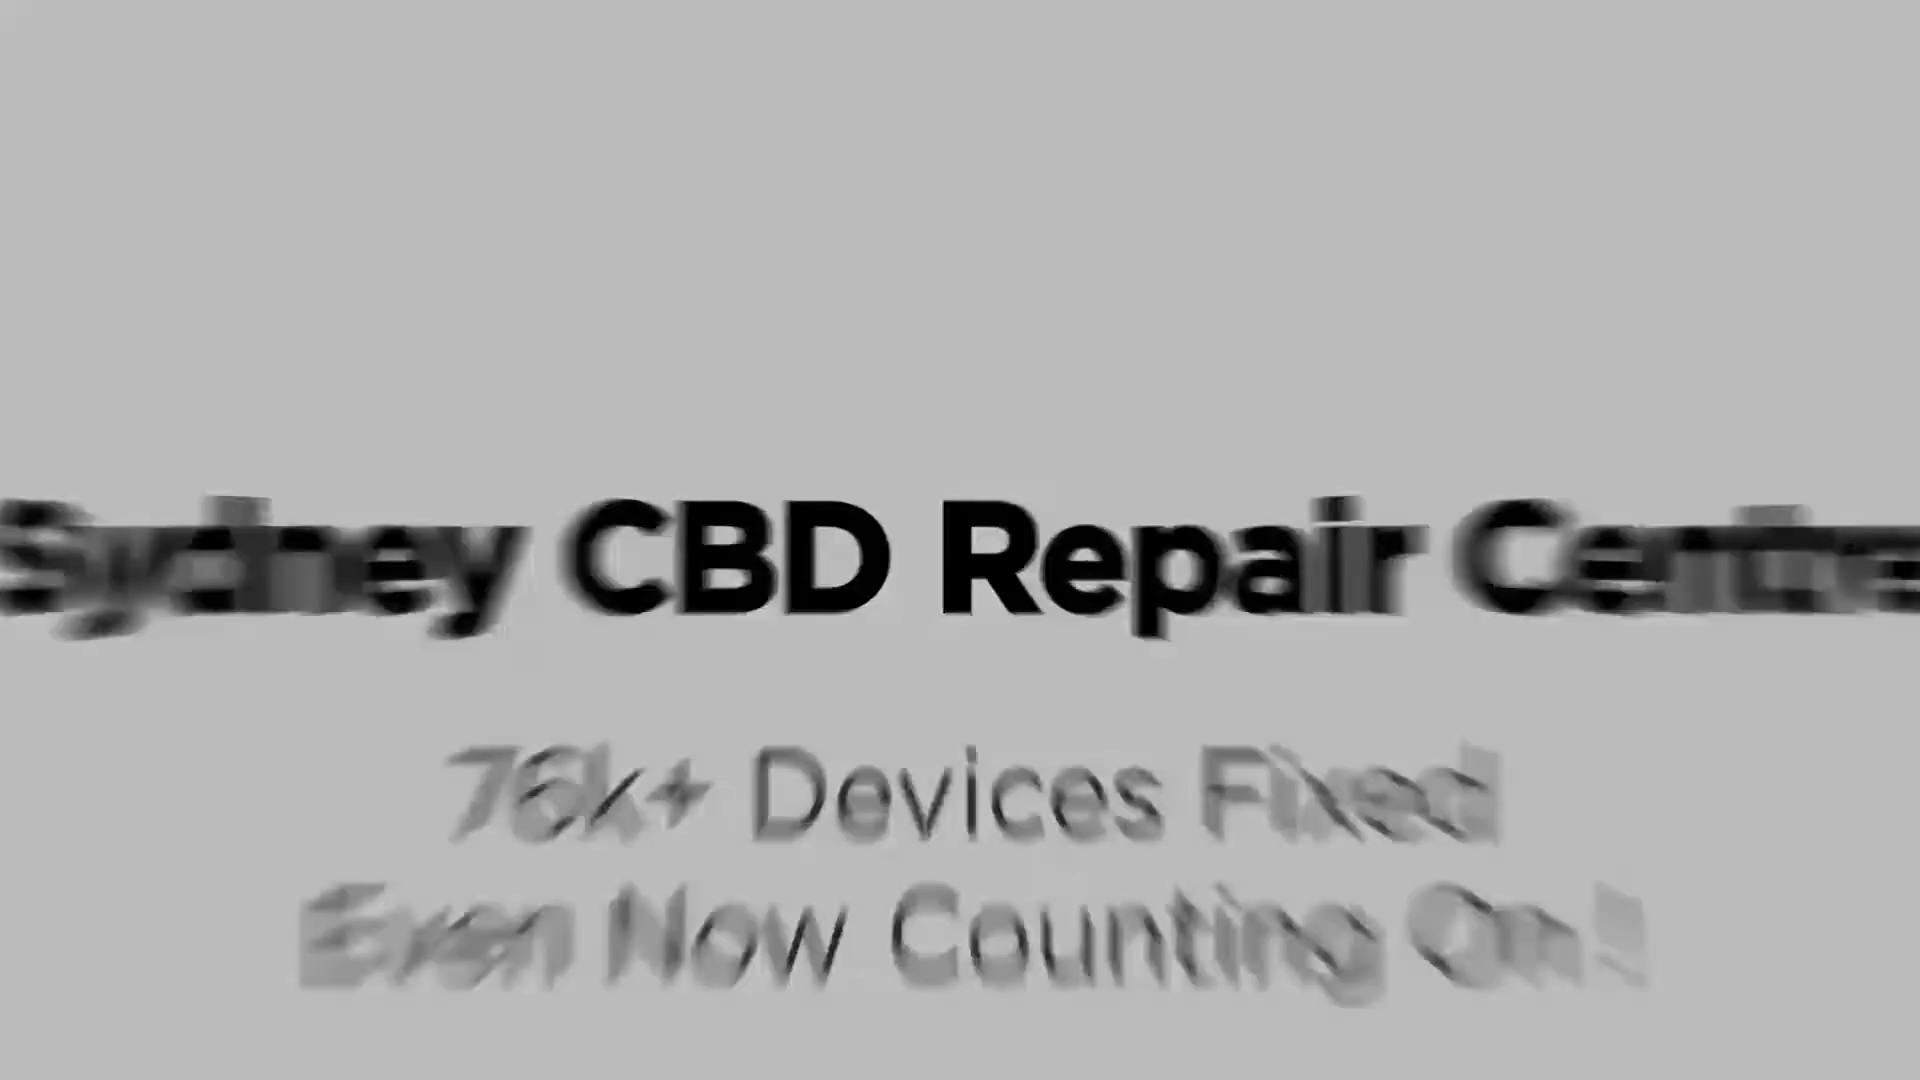 Sydney CBD Repair Centre
76k+ Devices Fixed
Even Now Counting On!